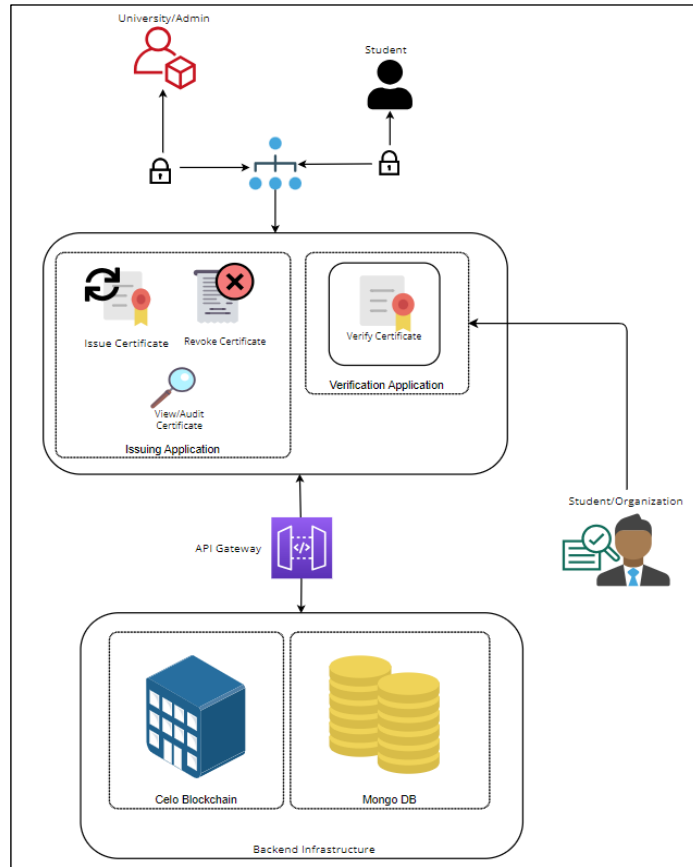 University/Admin
Student
Issue Certificate
Revoke Certificate
View/Audit
Certificate
Issuing Application
Verify Certificate
Verification Application
Student/Organization
API Gateway
Celo Blockchain
Mongo DB
Backend Infrastructure